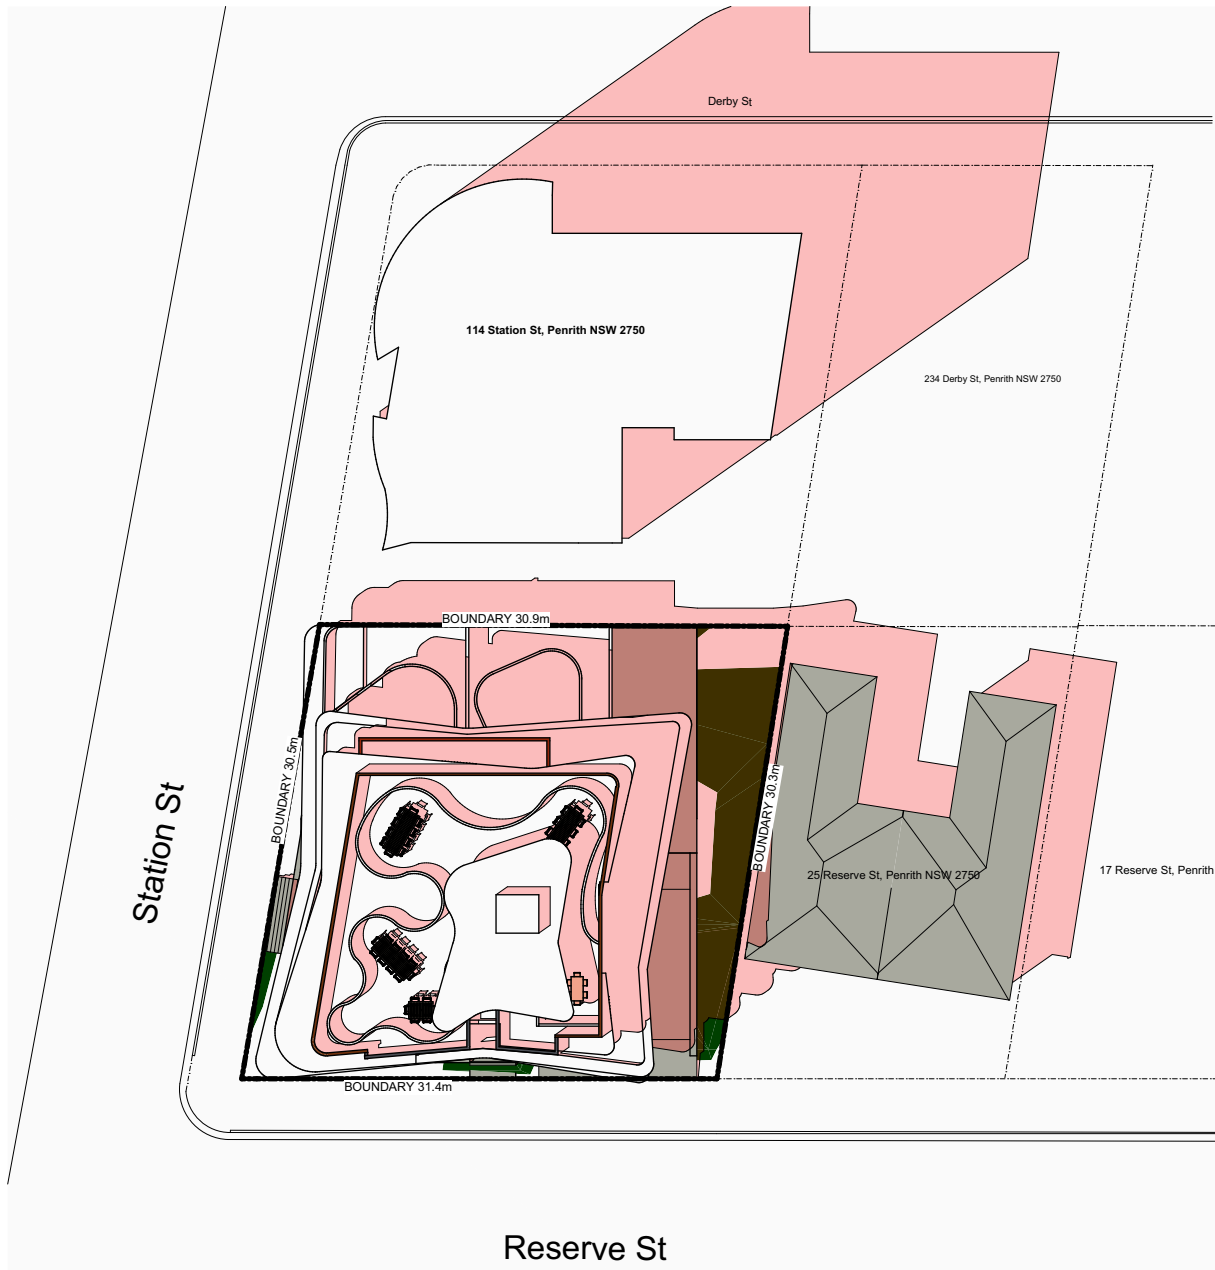 Derby St
114 Station St, Penrith NSW 2750
234 Derby St, Penrith NSW 2750
BOUNDARY 30.9m
BOUNDARY 30.5m
BOUNDARY 30.3m
Station St
25 Reserve St, Penrith NSW 2750
17 Reserve St, Penrith
BOUNDARY 31.4m
Reserve St